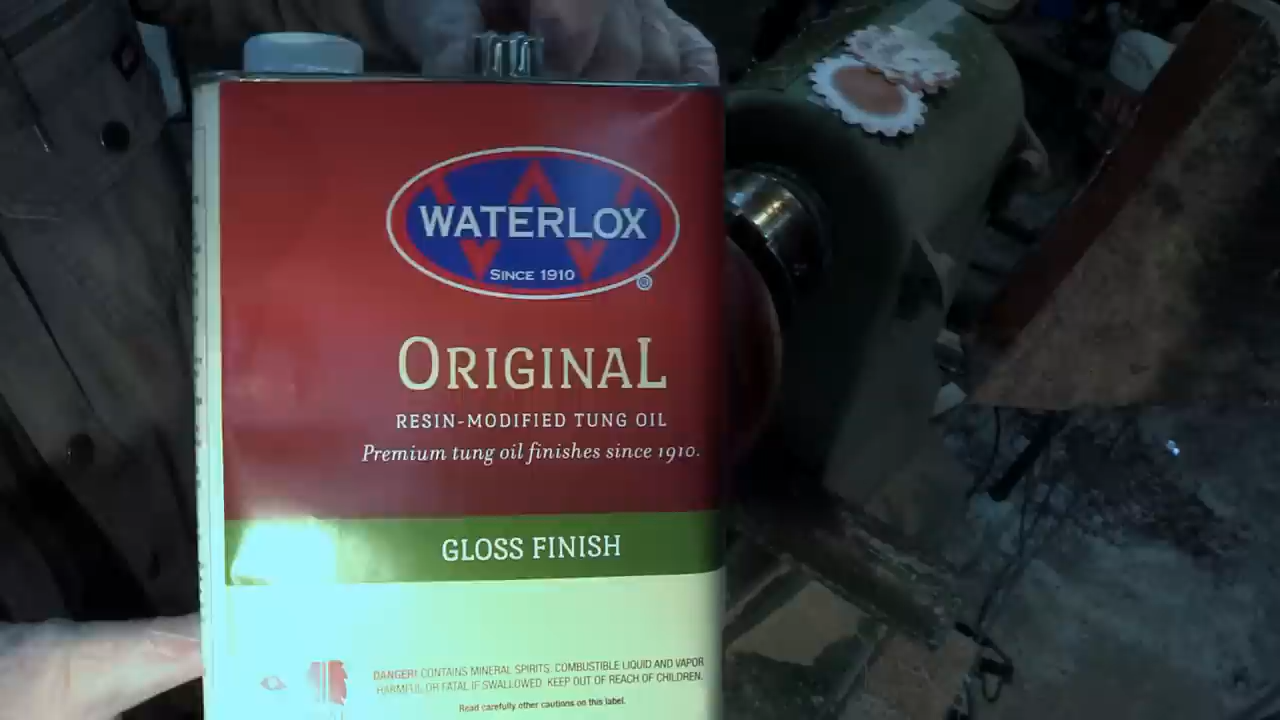 WATERLOX
SINCE 1910
®
ORIGINAL
RESIN-MODIFIED TUNG OIL
Premium tung oil finishes since 1910.
GLOSS FINISH
DANGER! CONTAINS MINERAL SPIRITS. COMBUSTIBLE LIQUID AND VAPOR
HARMFUL OR FATAL IF SWALLOWED. KEEP OUT OF REACH OF CHILDREN.
Read carefully other cautions on this label.